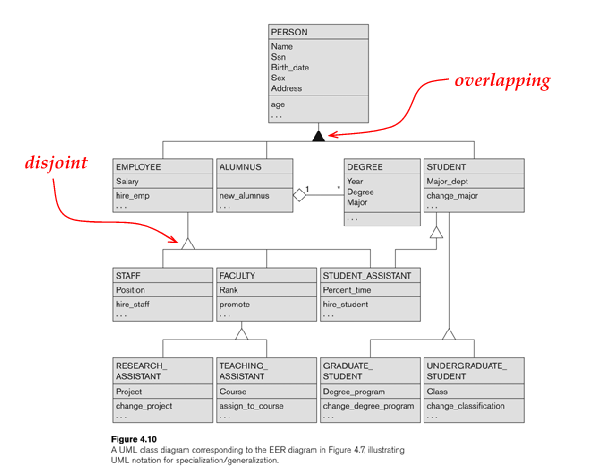 PERSON
Name
Ssn
Birth_date
Sex
Address
age
. . .
overlapping
disjoint
EMPLOYEE
Salary
hire_emp
. . .
ALUMNUS
new_alumnus
. . .
1
*
DEGREE
Year
Degree
Major
. . .
STUDENT
Major_dept
change_major
. . .
STAFF
Position
hire_staff
. . .
FACULTY
Rank
promote
. . .
STUDENT_ASSISTANT
Percent_time
hire_student
. . .
RESEARCH_
ASSISTANT
Project
change_project
. . .
TEACHING_
ASSISTANT
Course
assign_to_course
. . .
GRADUATE_
STUDENT
Degree_program
change_degree_program
. . .
UNDERGRADUATE_
STUDENT
Class
change_classification
. . .
Figure 4.10
A UML class diagram corresponding to the EER diagram in Figure 4.7, illustrating
UML notation for specialization/generalization.